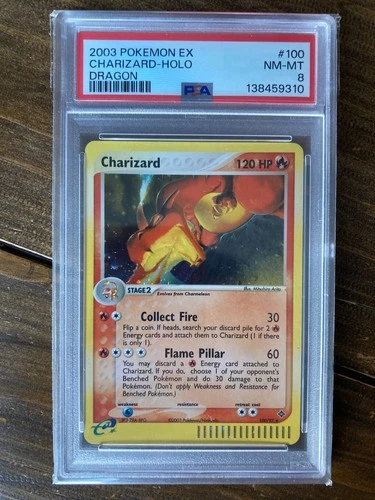 2003 POKEMON EX #100
CHARIZARD-HOLO NM-MT
DRAGON 8
PSA 138459310
Charizard 120 HP
STAGE 2 Evolves from Charmeleon Illus. Mitsuhiro Arita
Collect Fire 30
Flip a coin. If heads, search your discard pile for 2
Energy cards and attach them to Charizard (1 if there
is only 1).
Flame Pillar 60
You may discard a Energy card attached to
Charizard. If you do, choose 1 of your opponent's
Benched Pokémon and do 30 damage to that
Pokémon. (Don't apply Weakness and Resistance for
Benched Pokémon.)
weakness resistance retreat cost
e